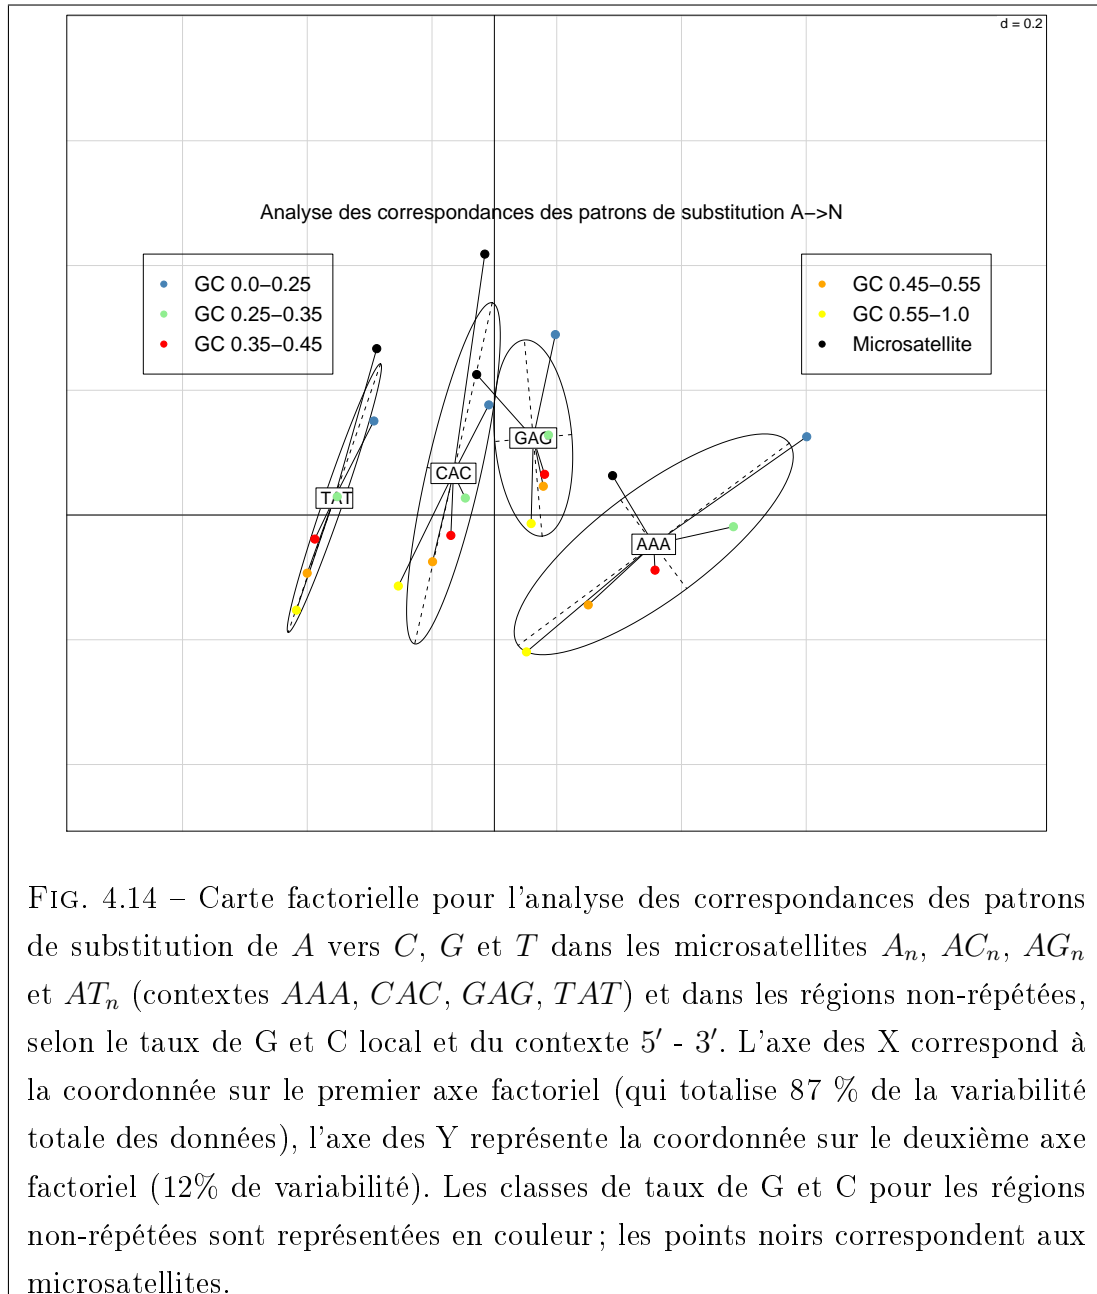 d = 0.2
Analyse des correspondances des patrons de substitution A->N
GC 0.0-0.25
GC 0.25-0.35
GC 0.35-0.45
GC 0.45-0.55
GC 0.55-1.0
Microsatellite
GAG
CAC
TAT
AAA
FIG. 4.14 – Carte factorielle pour l'analyse des correspondances des patrons
de substitution de A vers C, G et T dans les microsatellites Aₙ, ACₙ, AGₙ
et ATₙ (contextes AAA, CAC, GAG, TAT) et dans les régions non-répétées,
selon le taux de G et C local et du contexte 5′ - 3′. L'axe des X correspond à
la coordonnée sur le premier axe factoriel (qui totalise 87 % de la variabilité
totale des données), l'axe des Y représente la coordonnée sur le deuxième axe
factoriel (12% de variabilité). Les classes de taux de G et C pour les régions
non-répétées sont représentées en couleur ; les points noirs correspondent aux
microsatellites.